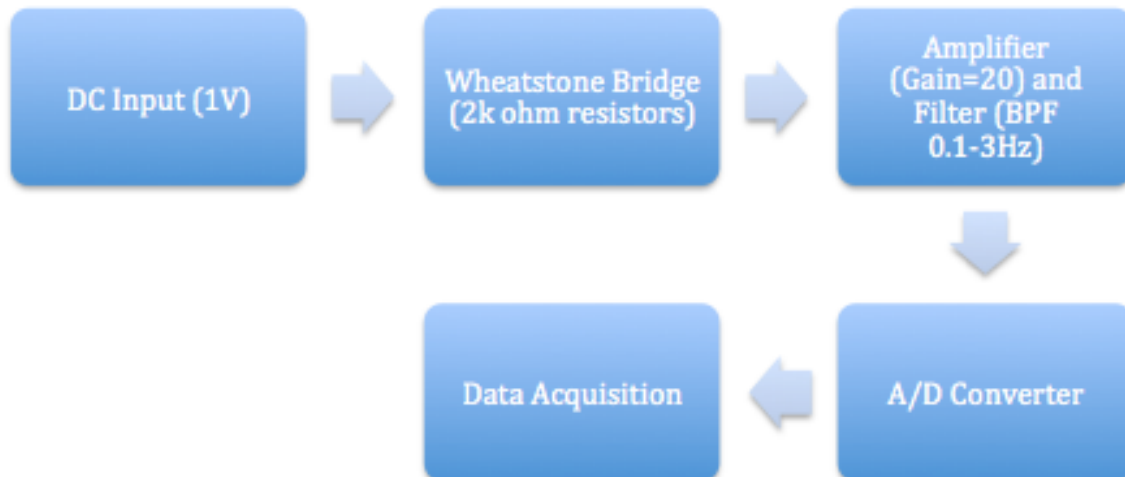 DC Input (1V)
Wheatstone Bridge
(2k ohm resistors)
Amplifier
(Gain=20) and
Filter (BPF
0.1-3Hz)
Data Acquisition
A/D Converter